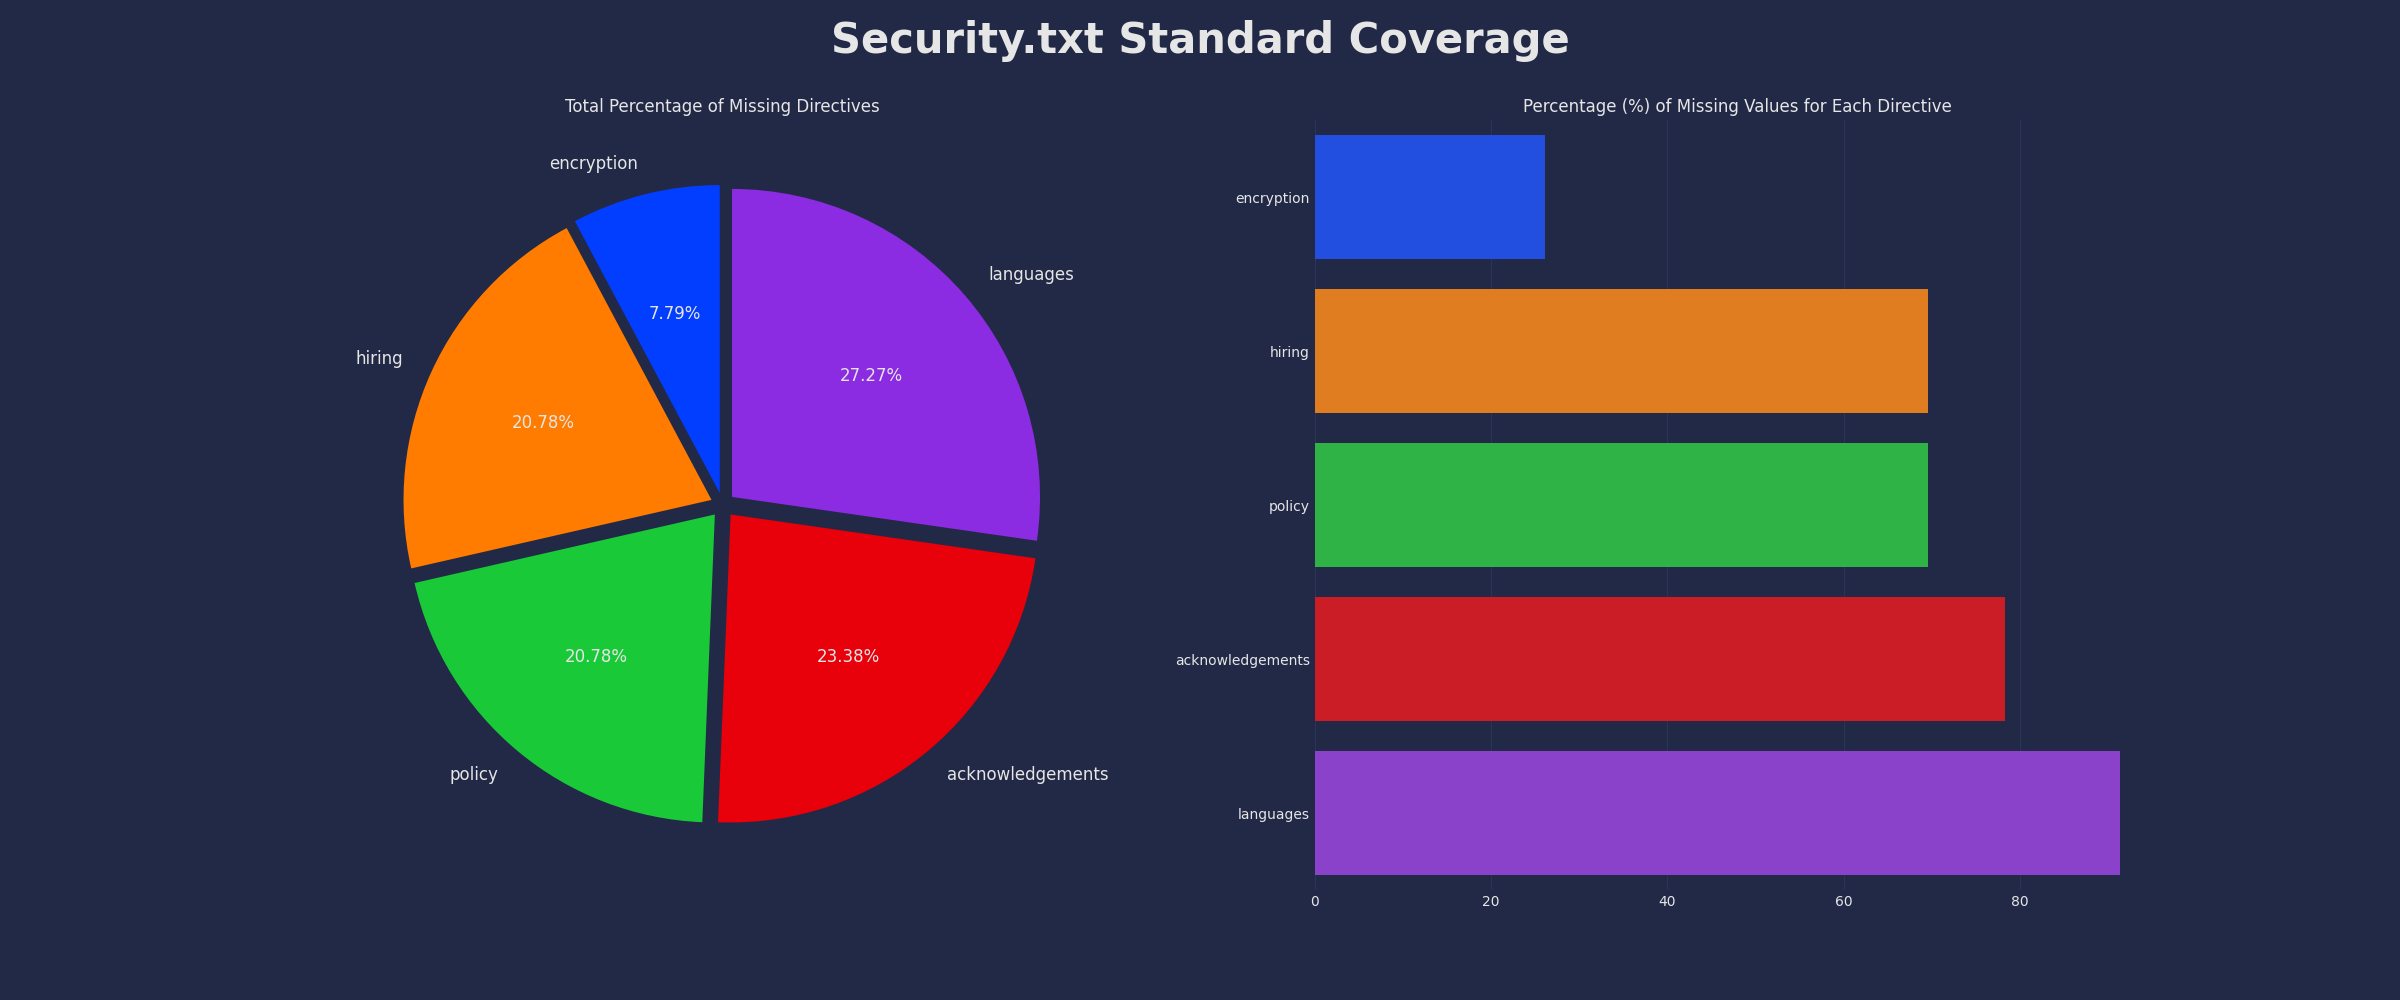 Security.txt Standard Coverage
Total Percentage of Missing Directives
encryption
7.79%
languages
27.27%
hiring
20.78%
20.78%
23.38%
policy
acknowledgements
Percentage (%) of Missing Values for Each Directive
encryption
hiring
policy
acknowledgements
languages
0 20 40 60 80